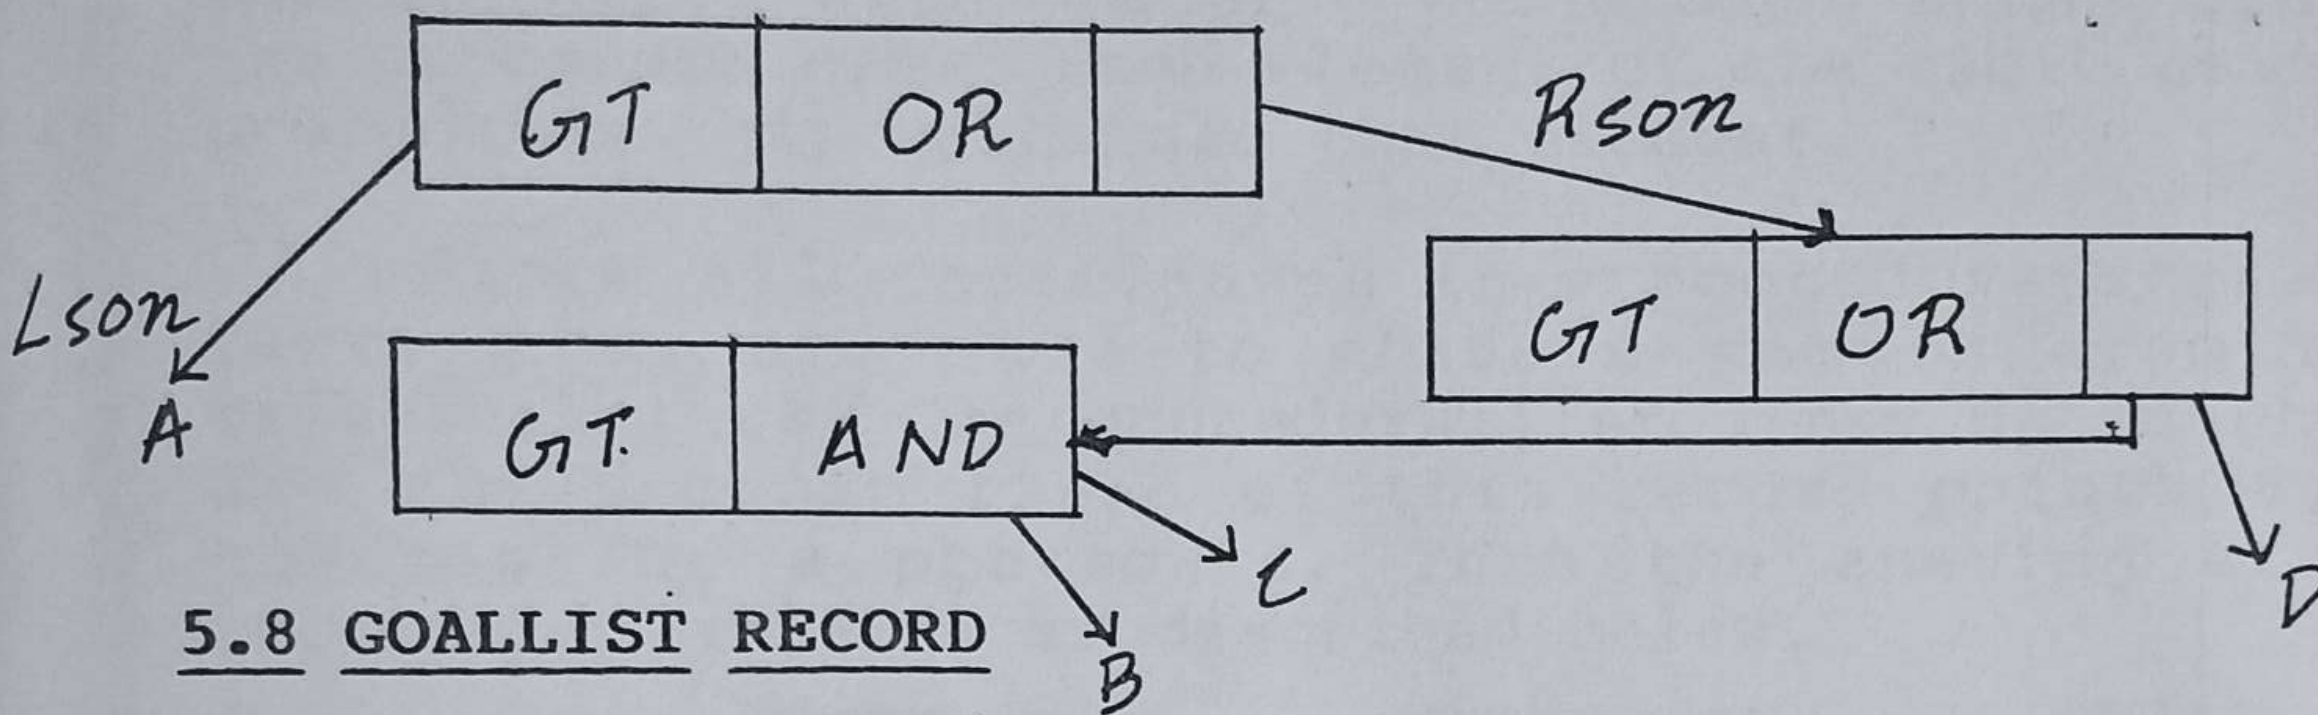 GT OR
Rson
GT OR
Lson
A
GT. AND
C
D
5.8 GOALLIST RECORD
B